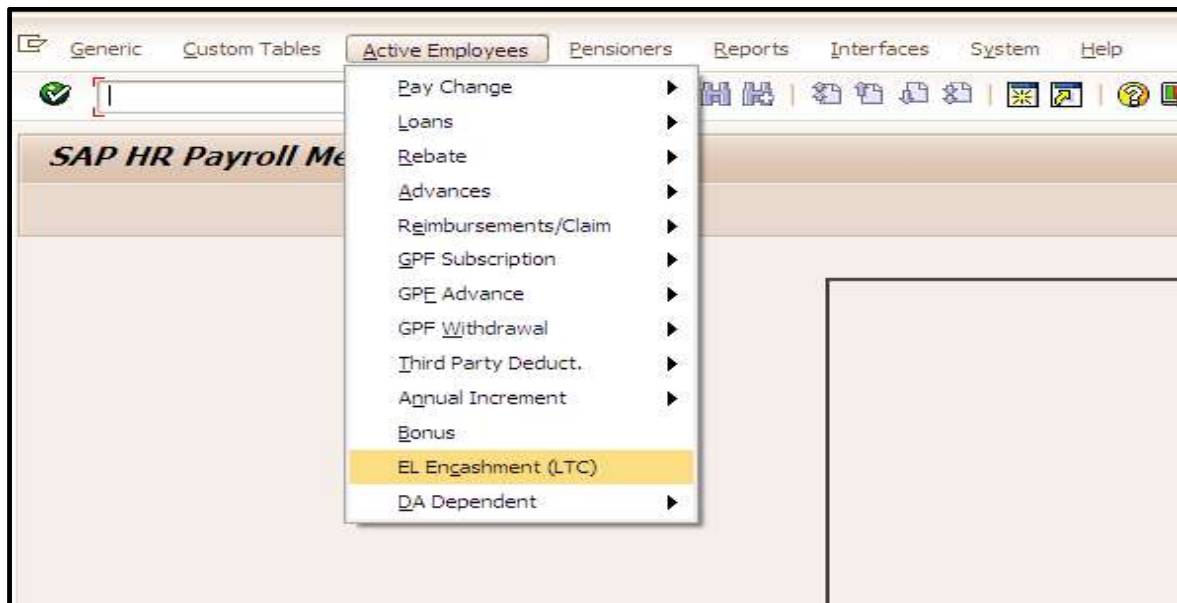 Generic Custom Tables Active Employees Pensioners Reports Interfaces System Help
SAP HR Payroll Me
Pay Change
Loans
Rebate
Advances
Reimbursements/Claim
GPF Subscription
GPF Advance
GPF Withdrawal
Third Party Deduct.
Annual Increment
Bonus
EL Encashment (LTC)
DA Dependent